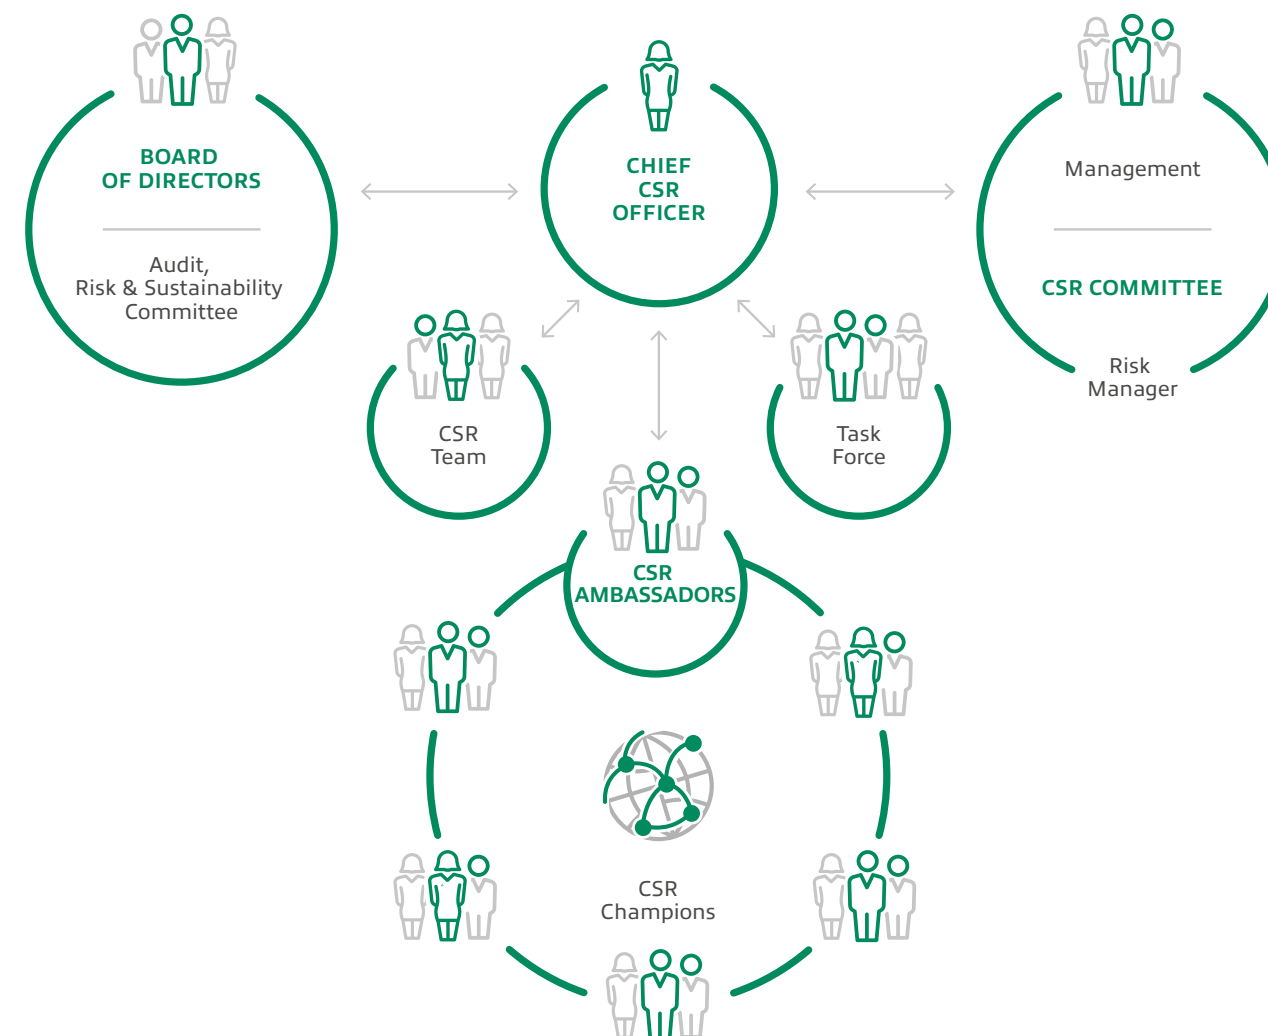 BOARD
OF DIRECTORS
Audit,
Risk & Sustainability
Committee
CHIEF
CSR
OFFICER
Management
CSR COMMITTEE
Risk
Manager
CSR
Team
Task
Force
CSR
AMBASSADORS
CSR
Champions